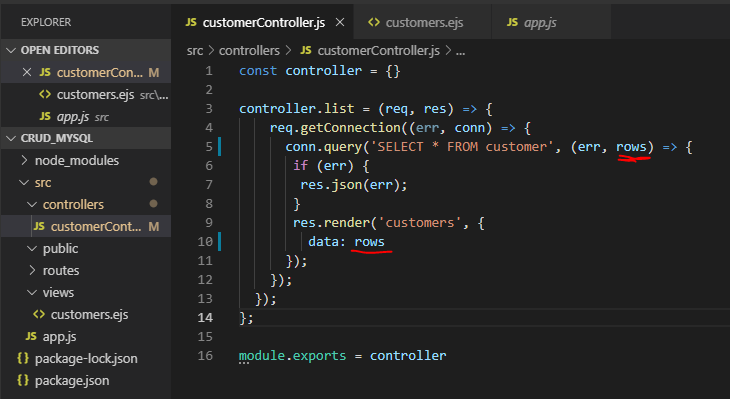 EXPLORER
OPEN EDITORS
JS customerCon... M
customers.ejs src\...
JS app.js src
CRUD_MYSQL
node_modules
src
controllers
JS customerCont... M
public
routes
views
customers.ejs
JS app.js
{} package-lock.json
{} package.json
JS customerController.js
customers.ejs
JS app.js
src > controllers > JS customerController.js > ...
1 const controller = {}
2
3 controller.list = (req, res) => {
4 req.getConnection((err, conn) => {
5 conn.query('SELECT * FROM customer', (err, rows) => {
6 if (err) {
7 res.json(err);
8 }
9 res.render('customers', {
10 data: rows
11 });
12 });
13 });
14 };
15
16 module.exports = controller